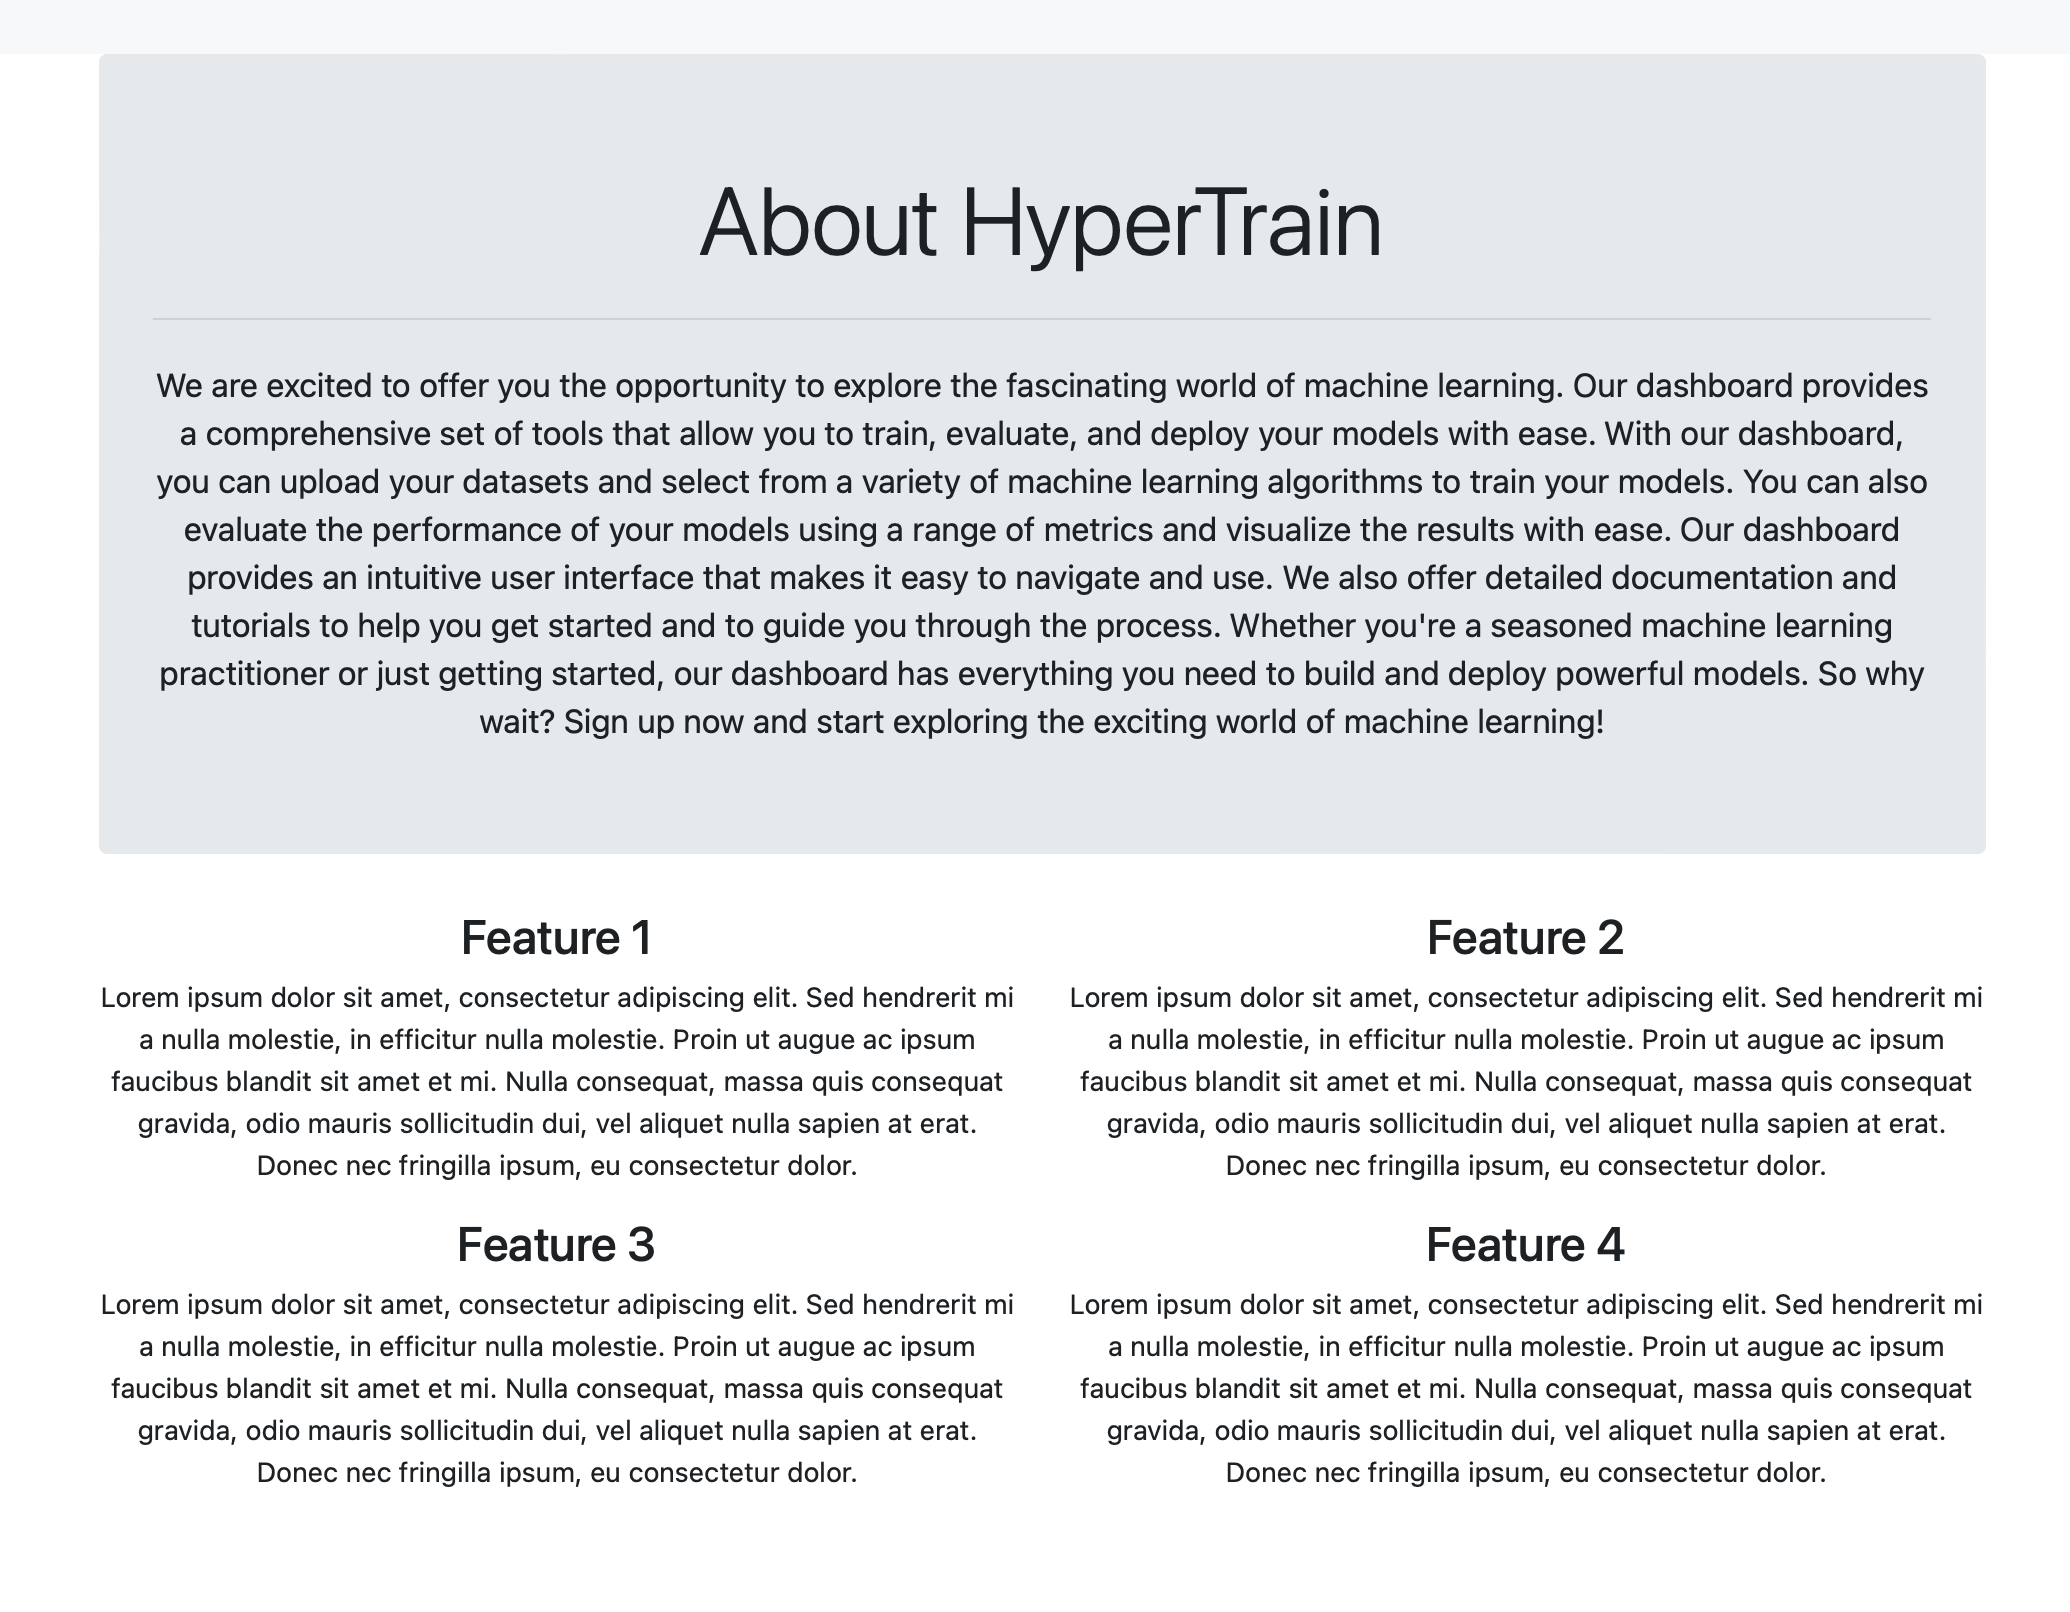 About HyperTrain
We are excited to offer you the opportunity to explore the fascinating world of machine learning. Our dashboard provides
a comprehensive set of tools that allow you to train, evaluate, and deploy your models with ease. With our dashboard,
you can upload your datasets and select from a variety of machine learning algorithms to train your models. You can also
evaluate the performance of your models using a range of metrics and visualize the results with ease. Our dashboard
provides an intuitive user interface that makes it easy to navigate and use. We also offer detailed documentation and
tutorials to help you get started and to guide you through the process. Whether you're a seasoned machine learning
practitioner or just getting started, our dashboard has everything you need to build and deploy powerful models. So why
wait? Sign up now and start exploring the exciting world of machine learning!
Feature 1
Lorem ipsum dolor sit amet, consectetur adipiscing elit. Sed hendrerit mi
a nulla molestie, in efficitur nulla molestie. Proin ut augue ac ipsum
faucibus blandit sit amet et mi. Nulla consequat, massa quis consequat
gravida, odio mauris sollicitudin dui, vel aliquet nulla sapien at erat.
Donec nec fringilla ipsum, eu consectetur dolor.
Feature 2
Lorem ipsum dolor sit amet, consectetur adipiscing elit. Sed hendrerit mi
a nulla molestie, in efficitur nulla molestie. Proin ut augue ac ipsum
faucibus blandit sit amet et mi. Nulla consequat, massa quis consequat
gravida, odio mauris sollicitudin dui, vel aliquet nulla sapien at erat.
Donec nec fringilla ipsum, eu consectetur dolor.
Feature 3
Lorem ipsum dolor sit amet, consectetur adipiscing elit. Sed hendrerit mi
a nulla molestie, in efficitur nulla molestie. Proin ut augue ac ipsum
faucibus blandit sit amet et mi. Nulla consequat, massa quis consequat
gravida, odio mauris sollicitudin dui, vel aliquet nulla sapien at erat.
Donec nec fringilla ipsum, eu consectetur dolor.
Feature 4
Lorem ipsum dolor sit amet, consectetur adipiscing elit. Sed hendrerit mi
a nulla molestie, in efficitur nulla molestie. Proin ut augue ac ipsum
faucibus blandit sit amet et mi. Nulla consequat, massa quis consequat
gravida, odio mauris sollicitudin dui, vel aliquet nulla sapien at erat.
Donec nec fringilla ipsum, eu consectetur dolor.